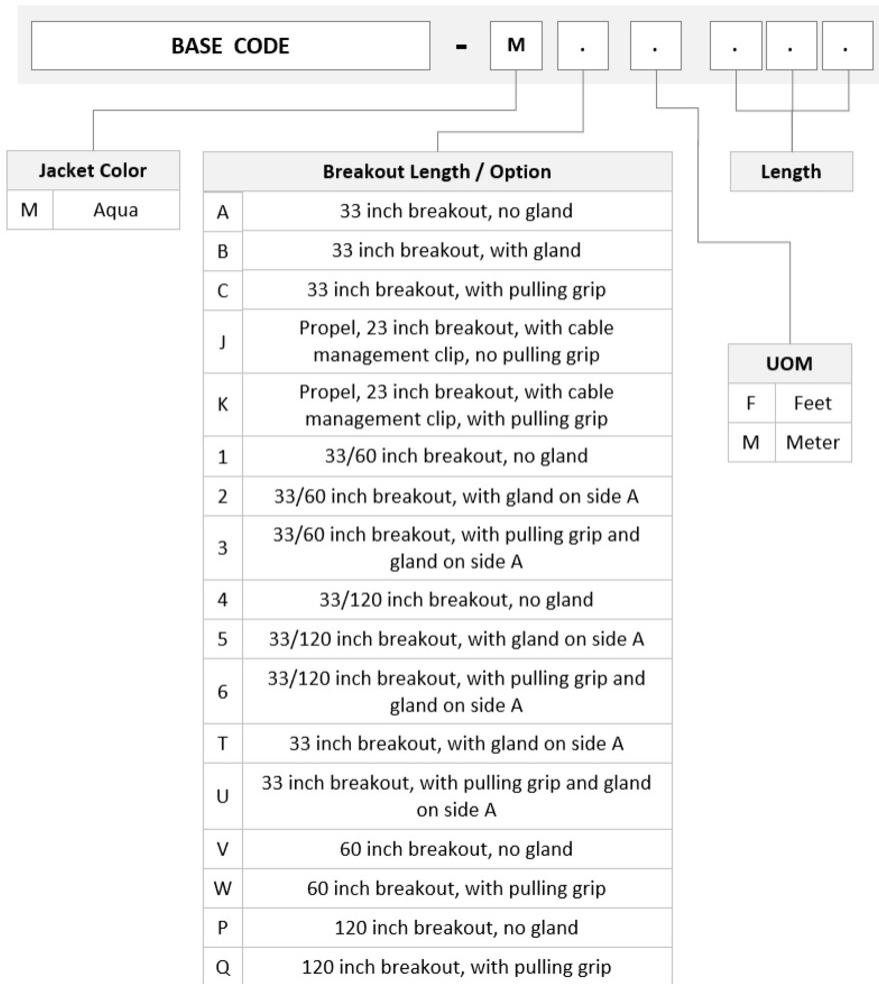 BASE CODE - M . . . . .
Jacket Color
M Aqua
Breakout Length / Option
A 33 inch breakout, no gland
B 33 inch breakout, with gland
C 33 inch breakout, with pulling grip
J Propel, 23 inch breakout, with cable
management clip, no pulling grip
K Propel, 23 inch breakout, with cable
management clip, with pulling grip
1 33/60 inch breakout, no gland
2 33/60 inch breakout, with gland on side A
3 33/60 inch breakout, with pulling grip and
gland on side A
4 33/120 inch breakout, no gland
5 33/120 inch breakout, with gland on side A
6 33/120 inch breakout, with pulling grip and
gland on side A
T 33 inch breakout, with gland on side A
U 33 inch breakout, with pulling grip and gland
on side A
V 60 inch breakout, no gland
W 60 inch breakout, with pulling grip
P 120 inch breakout, no gland
Q 120 inch breakout, with pulling grip
Length
UOM
F Feet
M Meter